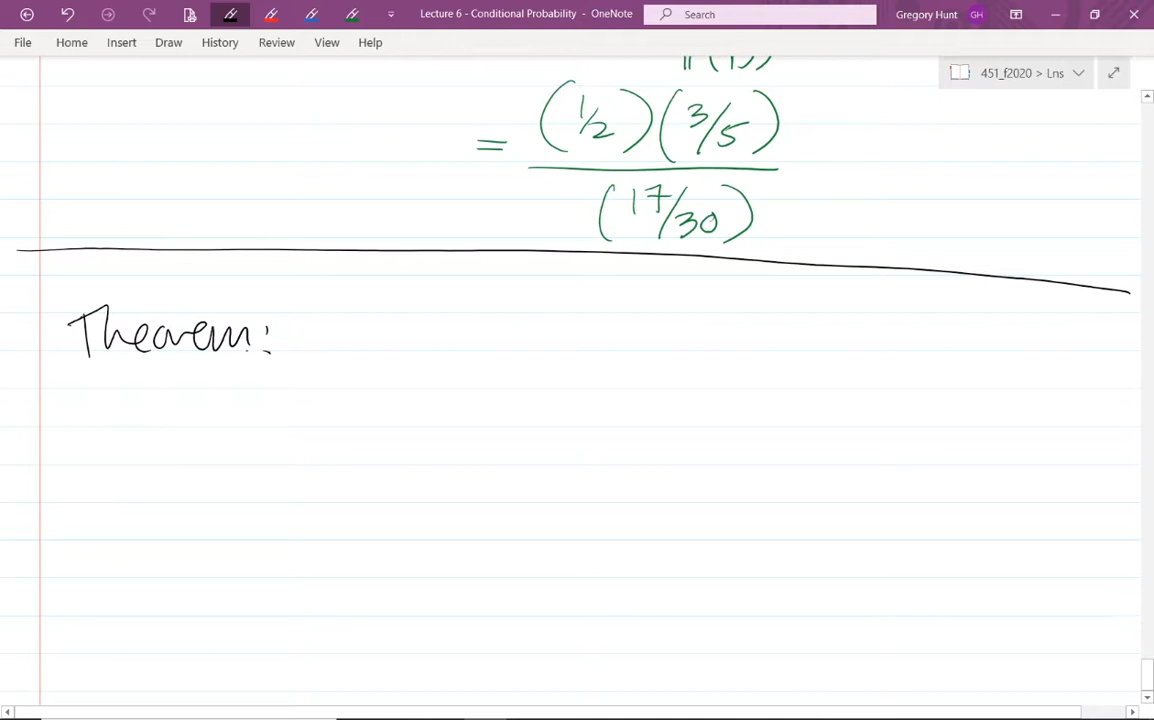 Lecture 6 - Conditional Probability - OneNote
Search
Gregory Hunt
GH
File Home Insert Draw History Review View Help
451_f2020 > Lns
= (1/2)(3/5)
(17/30)
Theorem: